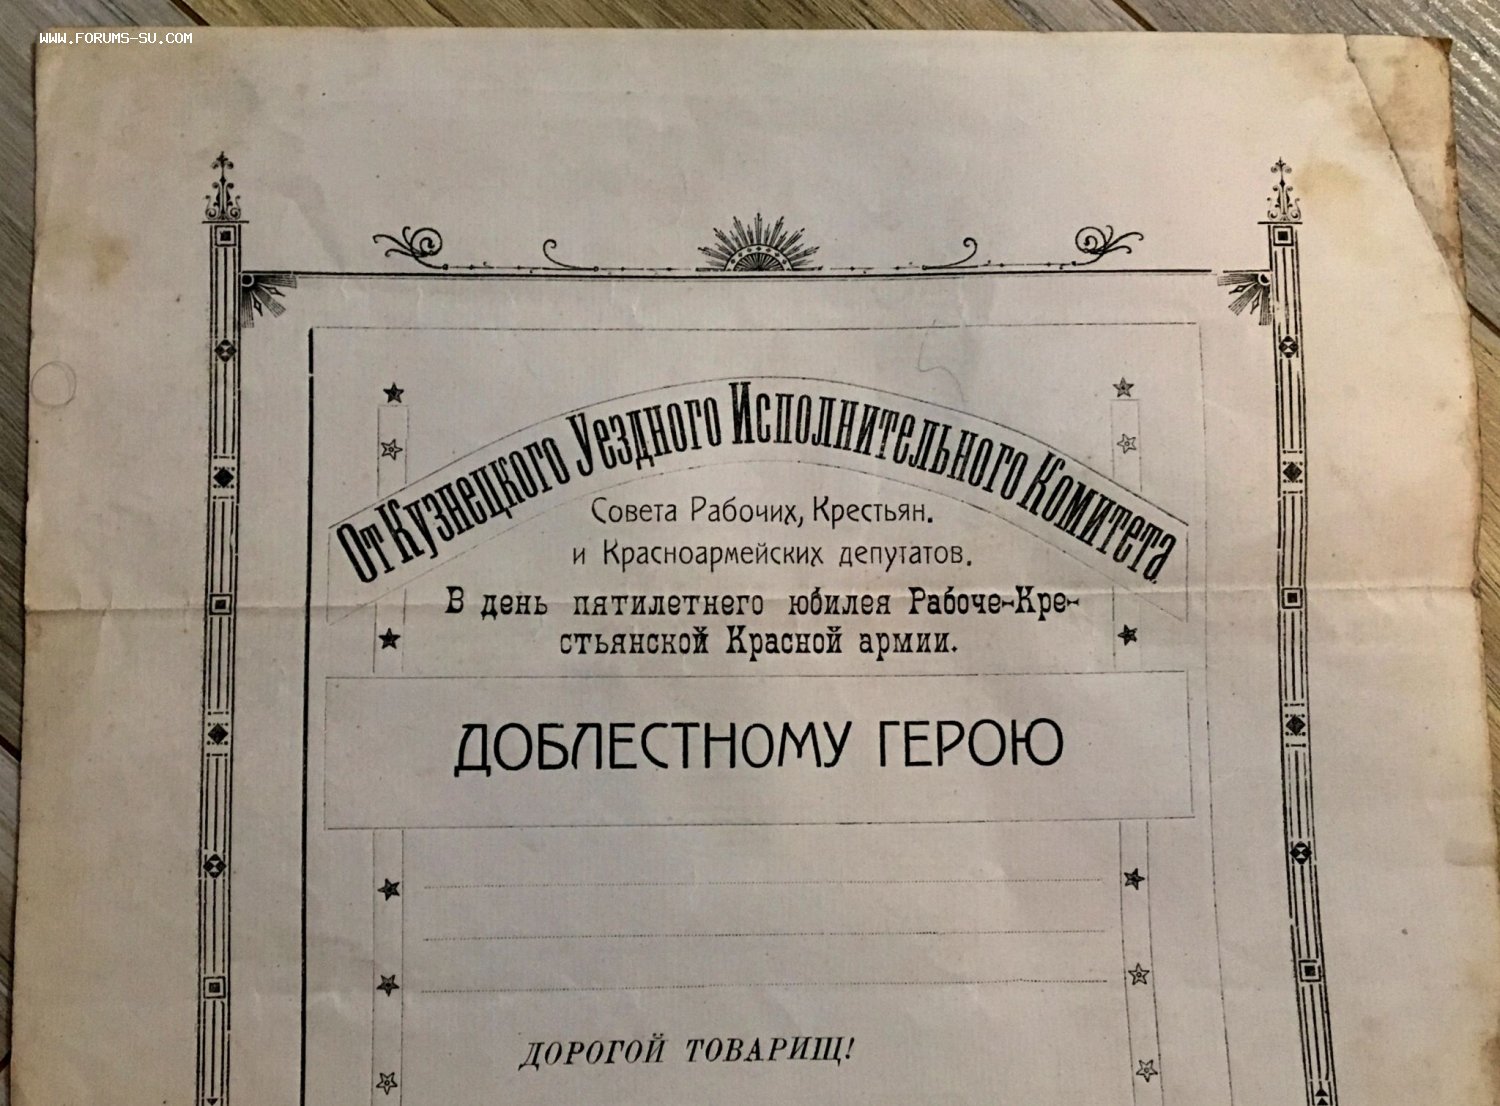 WWW.FORUMS-SU.COM
От Кузнецкого Уездного Исполнительного Комитета
Совета Рабочих, Крестьян.
и Красноармейских депутатов.
В день пятилетнего юбилея Рабоче-Кре-
стьянской Красной армии.
ДОБЛЕСТНОМУ ГЕРОЮ
ДОРОГОЙ ТОВАРИЩ!